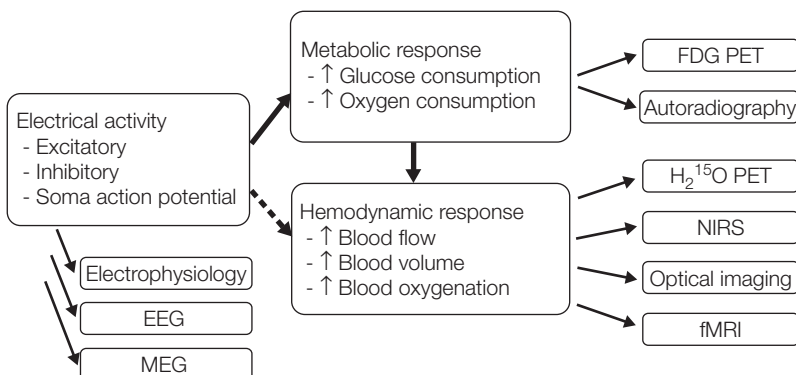 Metabolic response
- ↑ Glucose consumption
- ↑ Oxygen consumption
FDG PET
Autoradiography
Electrical activity
- Excitatory
- Inhibitory
- Soma action potential
Hemodynamic response
- ↑ Blood flow
- ↑ Blood volume
- ↑ Blood oxygenation
H₂¹⁵O PET
NIRS
Optical imaging
fMRI
Electrophysiology
EEG
MEG